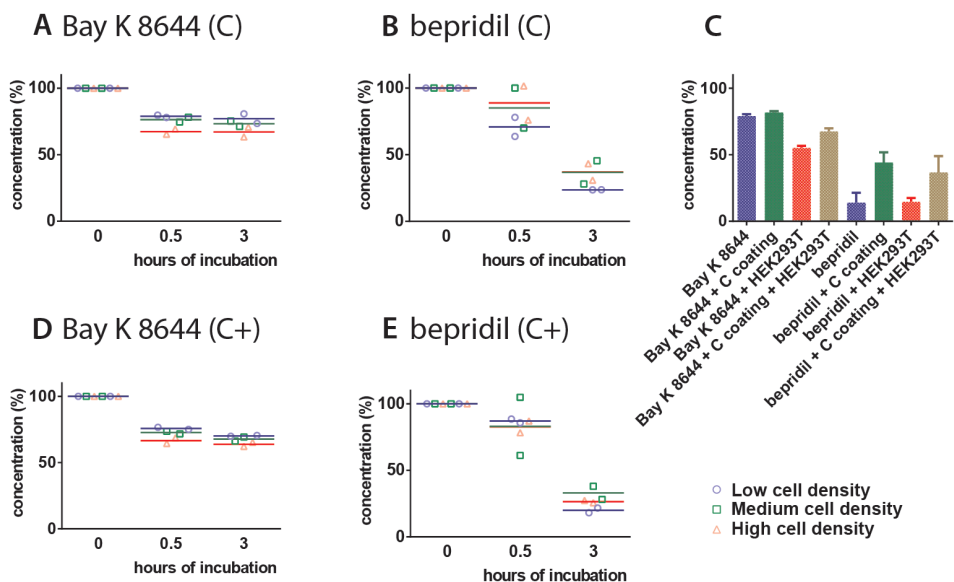 A Bay K 8644 (C)
concentration (%)
100
50
0
0 0.5 3
hours of incubation
B bepridil (C)
concentration (%)
100
50
0
0 0.5 3
hours of incubation
C
concentration (%)
100
50
0
Bay K 8644
Bay K 8644 + C coating
Bay K 8644 + HEK293T
Bay K 8644 + C coating + HEK293T
bepridil
bepridil + C coating
bepridil + HEK293T
bepridil + C coating + HEK293T
D Bay K 8644 (C+)
concentration (%)
100
50
0
0 0.5 3
hours of incubation
E bepridil (C+)
concentration (%)
100
50
0
0 0.5 3
hours of incubation
Low cell density
Medium cell density
High cell density